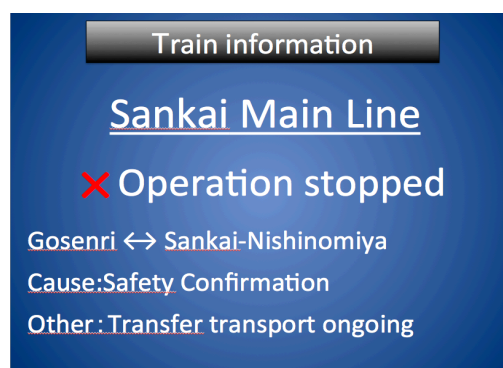 Train information
Sankai Main Line
❌ Operation stopped
Gosenri ↔ Sankai-Nishinomiya
Cause:Safety Confirmation
Other：Transfer transport ongoing